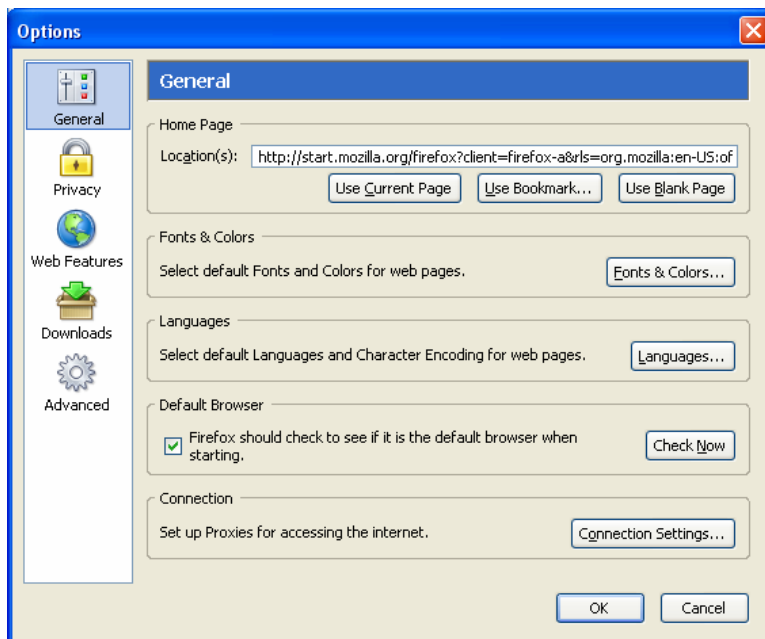 Options
General
Privacy
Web Features
Downloads
Advanced
General
Home Page
Location(s): http://start.mozilla.org/firefox?client=firefox-a&rls=org.mozilla:en-US:of
Use Current Page Use Bookmark... Use Blank Page
Fonts & Colors
Select default Fonts and Colors for web pages. Fonts & Colors...
Languages
Select default Languages and Character Encoding for web pages. Languages...
Default Browser
Firefox should check to see if it is the default browser when
starting.
Check Now
Connection
Set up Proxies for accessing the internet. Connection Settings...
OK Cancel